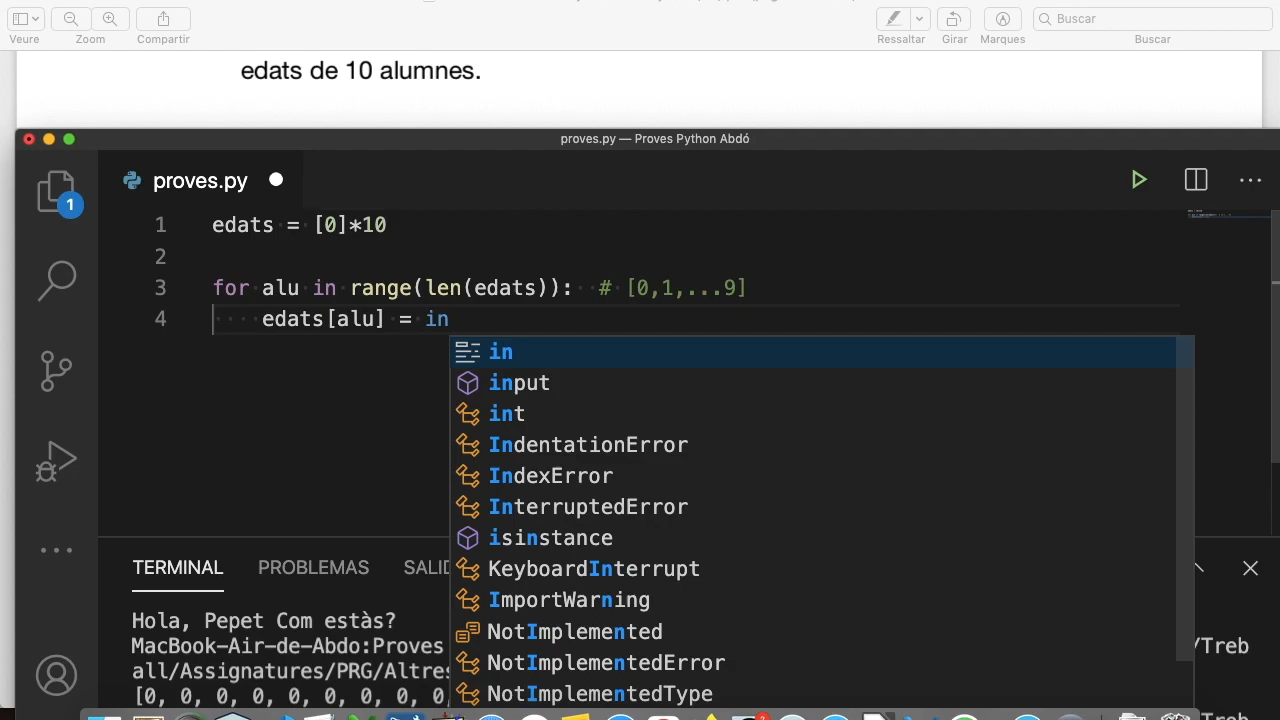 Veure
Zoom
Compartir
Ressaltar
Girar
Marques
Buscar
Buscar
edats de 10 alumnes.
proves.py — Proves Python Abdó
1
proves.py
1 edats = [0]*10
2
3 for alu in range(len(edats)):  # [0,1,...9]
4 edats[alu] = in
in
input
int
IndentationError
IndexError
InterruptedError
isinstance
KeyboardInterrupt
ImportWarning
NotImplemented
NotImplementedError
NotImplementedType
TERMINAL PROBLEMAS
Hola, Pepet Com estàs?
MacBook-Air-de-Abdo:Proves /Treb
all/Assignatures/PRG/Altres
[0, 0, 0, 0, 0, 0, 0, 0, 0